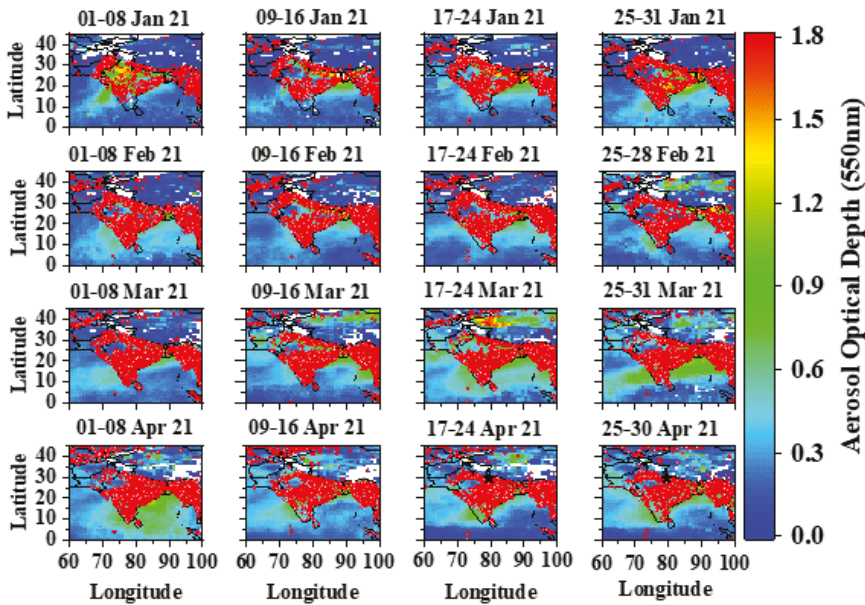 01-08 Jan 21 09-16 Jan 21 17-24 Jan 21 25-31 Jan 21
Latitude 40 30 20 10 0
01-08 Feb 21 09-16 Feb 21 17-24 Feb 21 25-28 Feb 21
Latitude 40 30 20 10 0
01-08 Mar 21 09-16 Mar 21 17-24 Mar 21 25-31 Mar 21
Latitude 40 30 20 10 0
01-08 Apr 21 09-16 Apr 21 17-24 Apr 21 25-30 Apr 21
Latitude 40 30 20 10 0
60 70 80 90 100 60 70 80 90 100 60 70 80 90 100 60 70 80 90 100
Longitude Longitude Longitude Longitude
1.8
1.5
1.2
0.9
0.6
0.3
0.0
Aerosol Optical Depth (550nm)